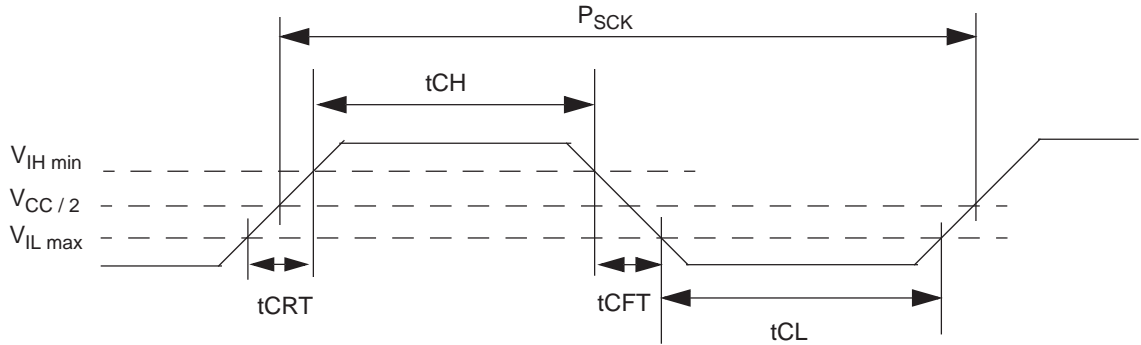 PSCK
tCH
VIH min
VCC / 2
VIL max
tCRT
tCFT
tCL